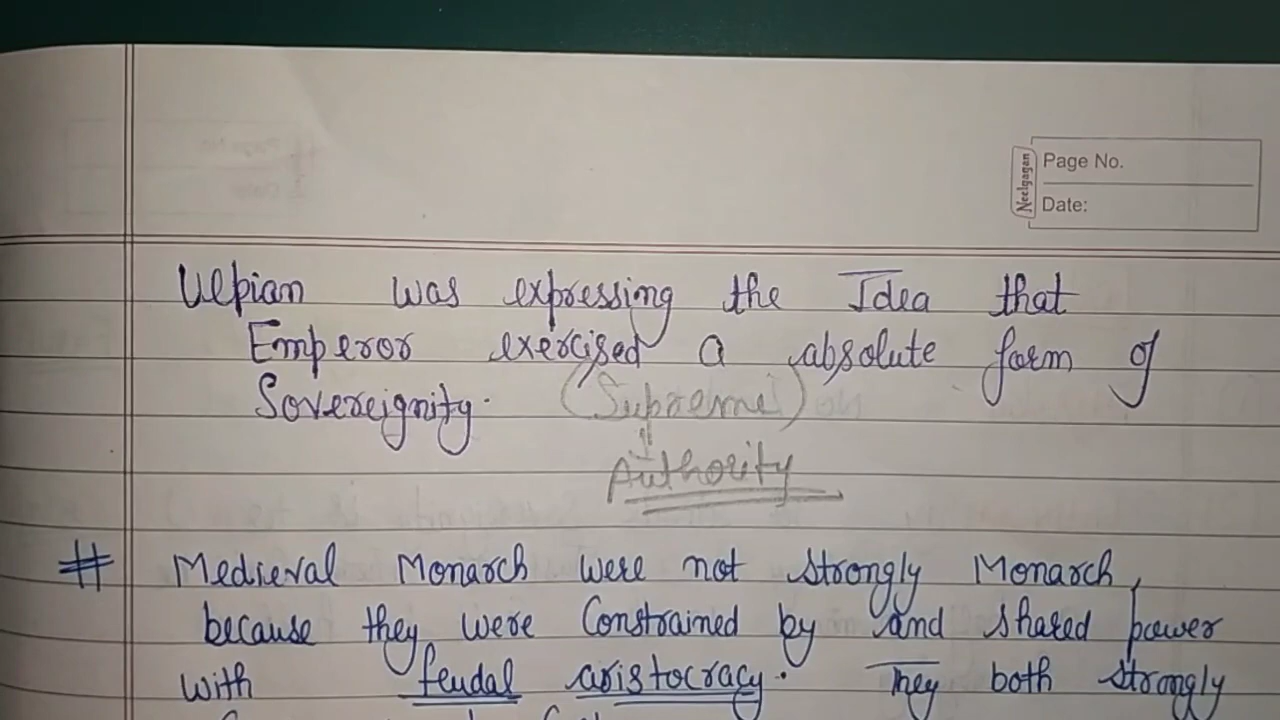 Neelgagan
Page No.
Date:
Ulpian was expressing the Idea that
Emperor exercised a absolute form of
Sovereignity.
(Supreme)
Authority
# Medieval Monarch were not strongly Monarch,
because they were Constrained by and shared power
with feudal aristocracy. They both strongly